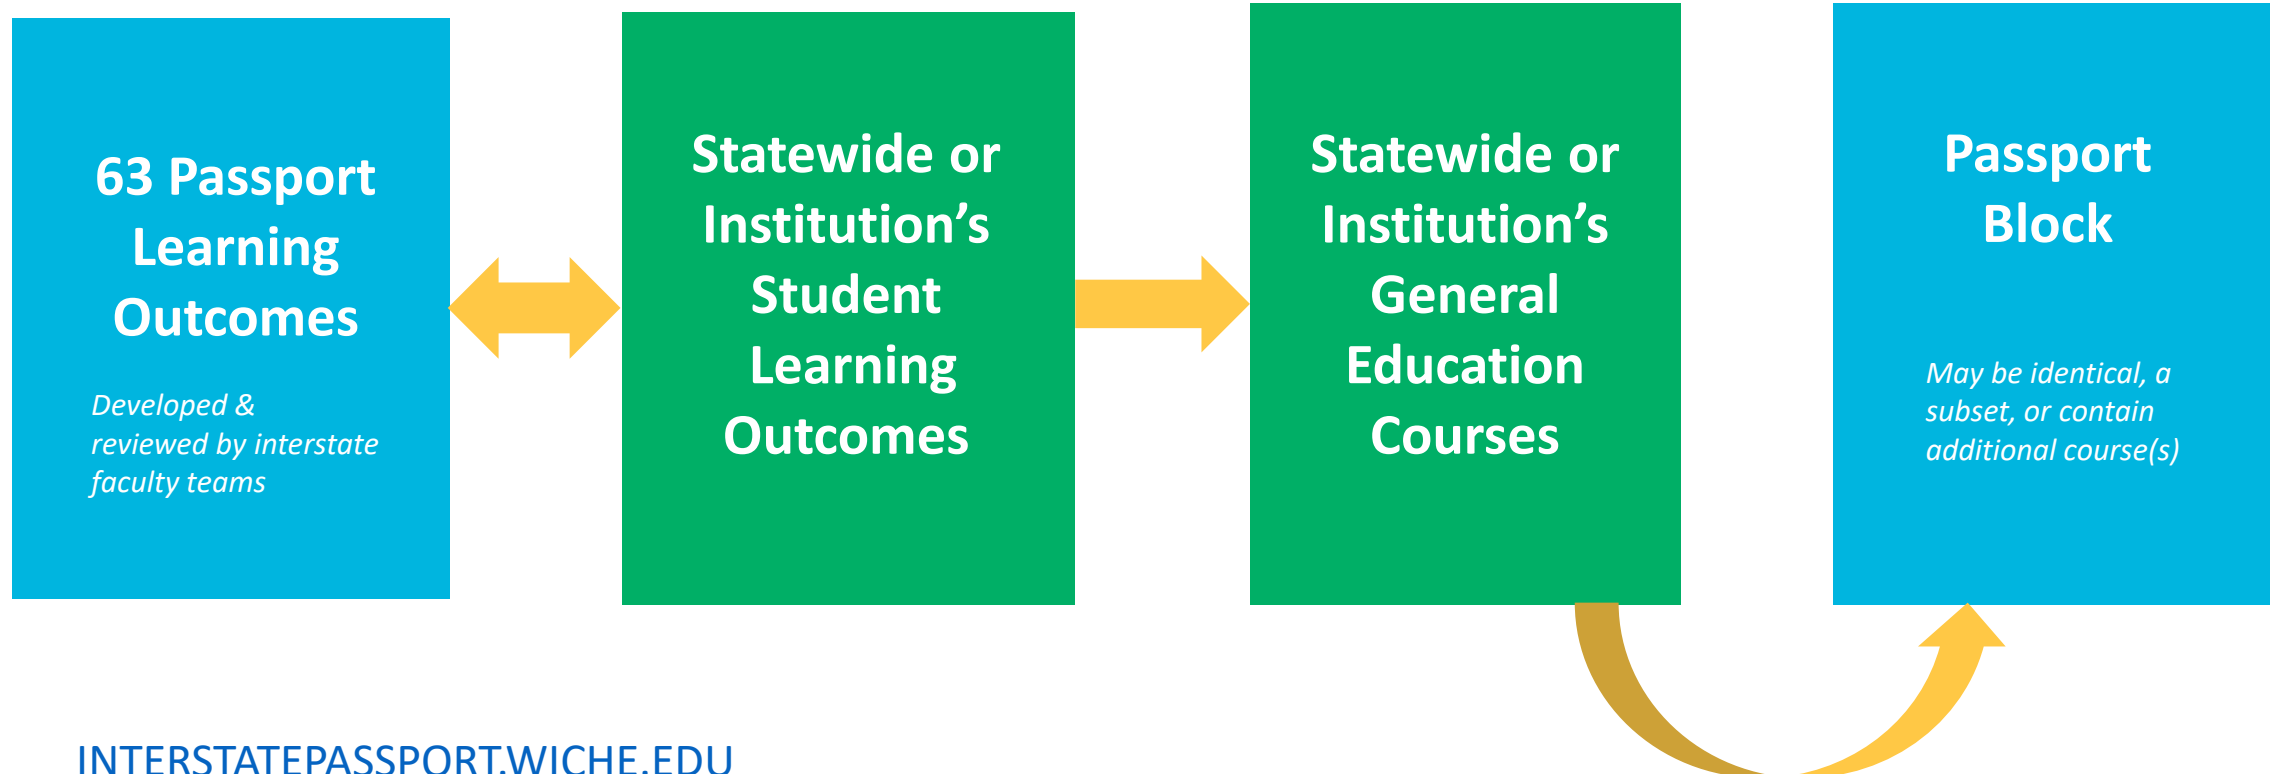 63 Passport
Learning
Outcomes
Developed &
reviewed by interstate
faculty teams
Statewide or
Institution’s
Student
Learning
Outcomes
Statewide or
Institution’s
General
Education
Courses
Passport
Block
May be identical, a
subset, or contain
additional course(s)
INTERSTATEPASSPORT.WICHE.EDU